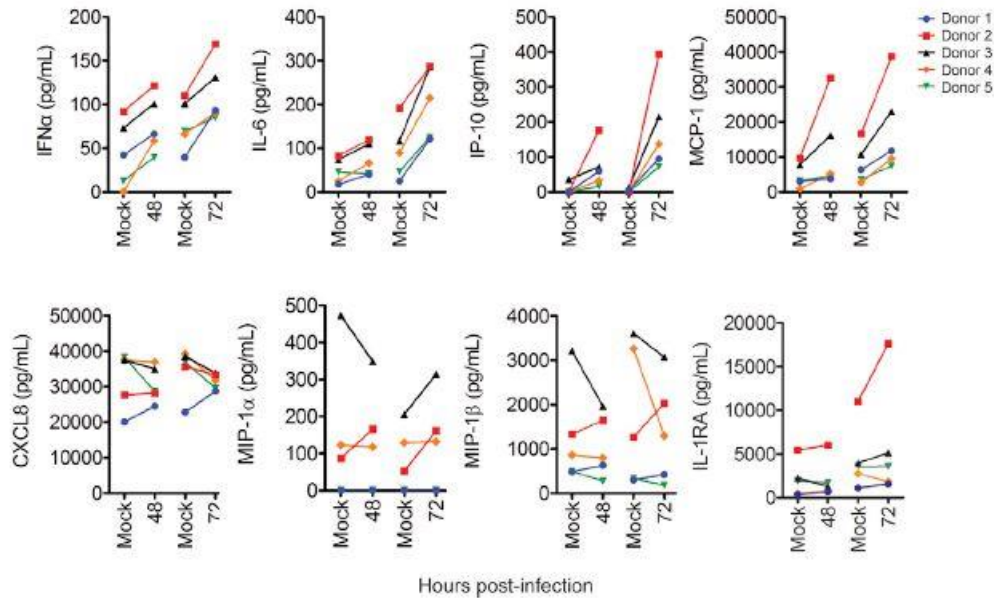 IFNα (pg/mL)
200
150
100
50
0
Mock
48
Mock
72
IL-6 (pg/mL)
400
300
200
100
0
Mock
48
Mock
72
IP-10 (pg/mL)
500
400
300
200
100
0
Mock
48
Mock
72
MCP-1 (pg/mL)
50000
40000
30000
20000
10000
0
Mock
48
Mock
72
Donor 1
Donor 2
Donor 3
Donor 4
Donor 5
CXCL8 (pg/mL)
50000
40000
30000
20000
10000
0
Mock
48
Mock
72
MIP-1α (pg/mL)
500
400
300
200
100
0
Mock
48
Mock
72
MIP-1β (pg/mL)
4000
3000
2000
1000
0
Mock
48
Mock
72
IL-1RA (pg/mL)
20000
15000
10000
5000
0
Mock
48
Mock
72
Hours post-infection